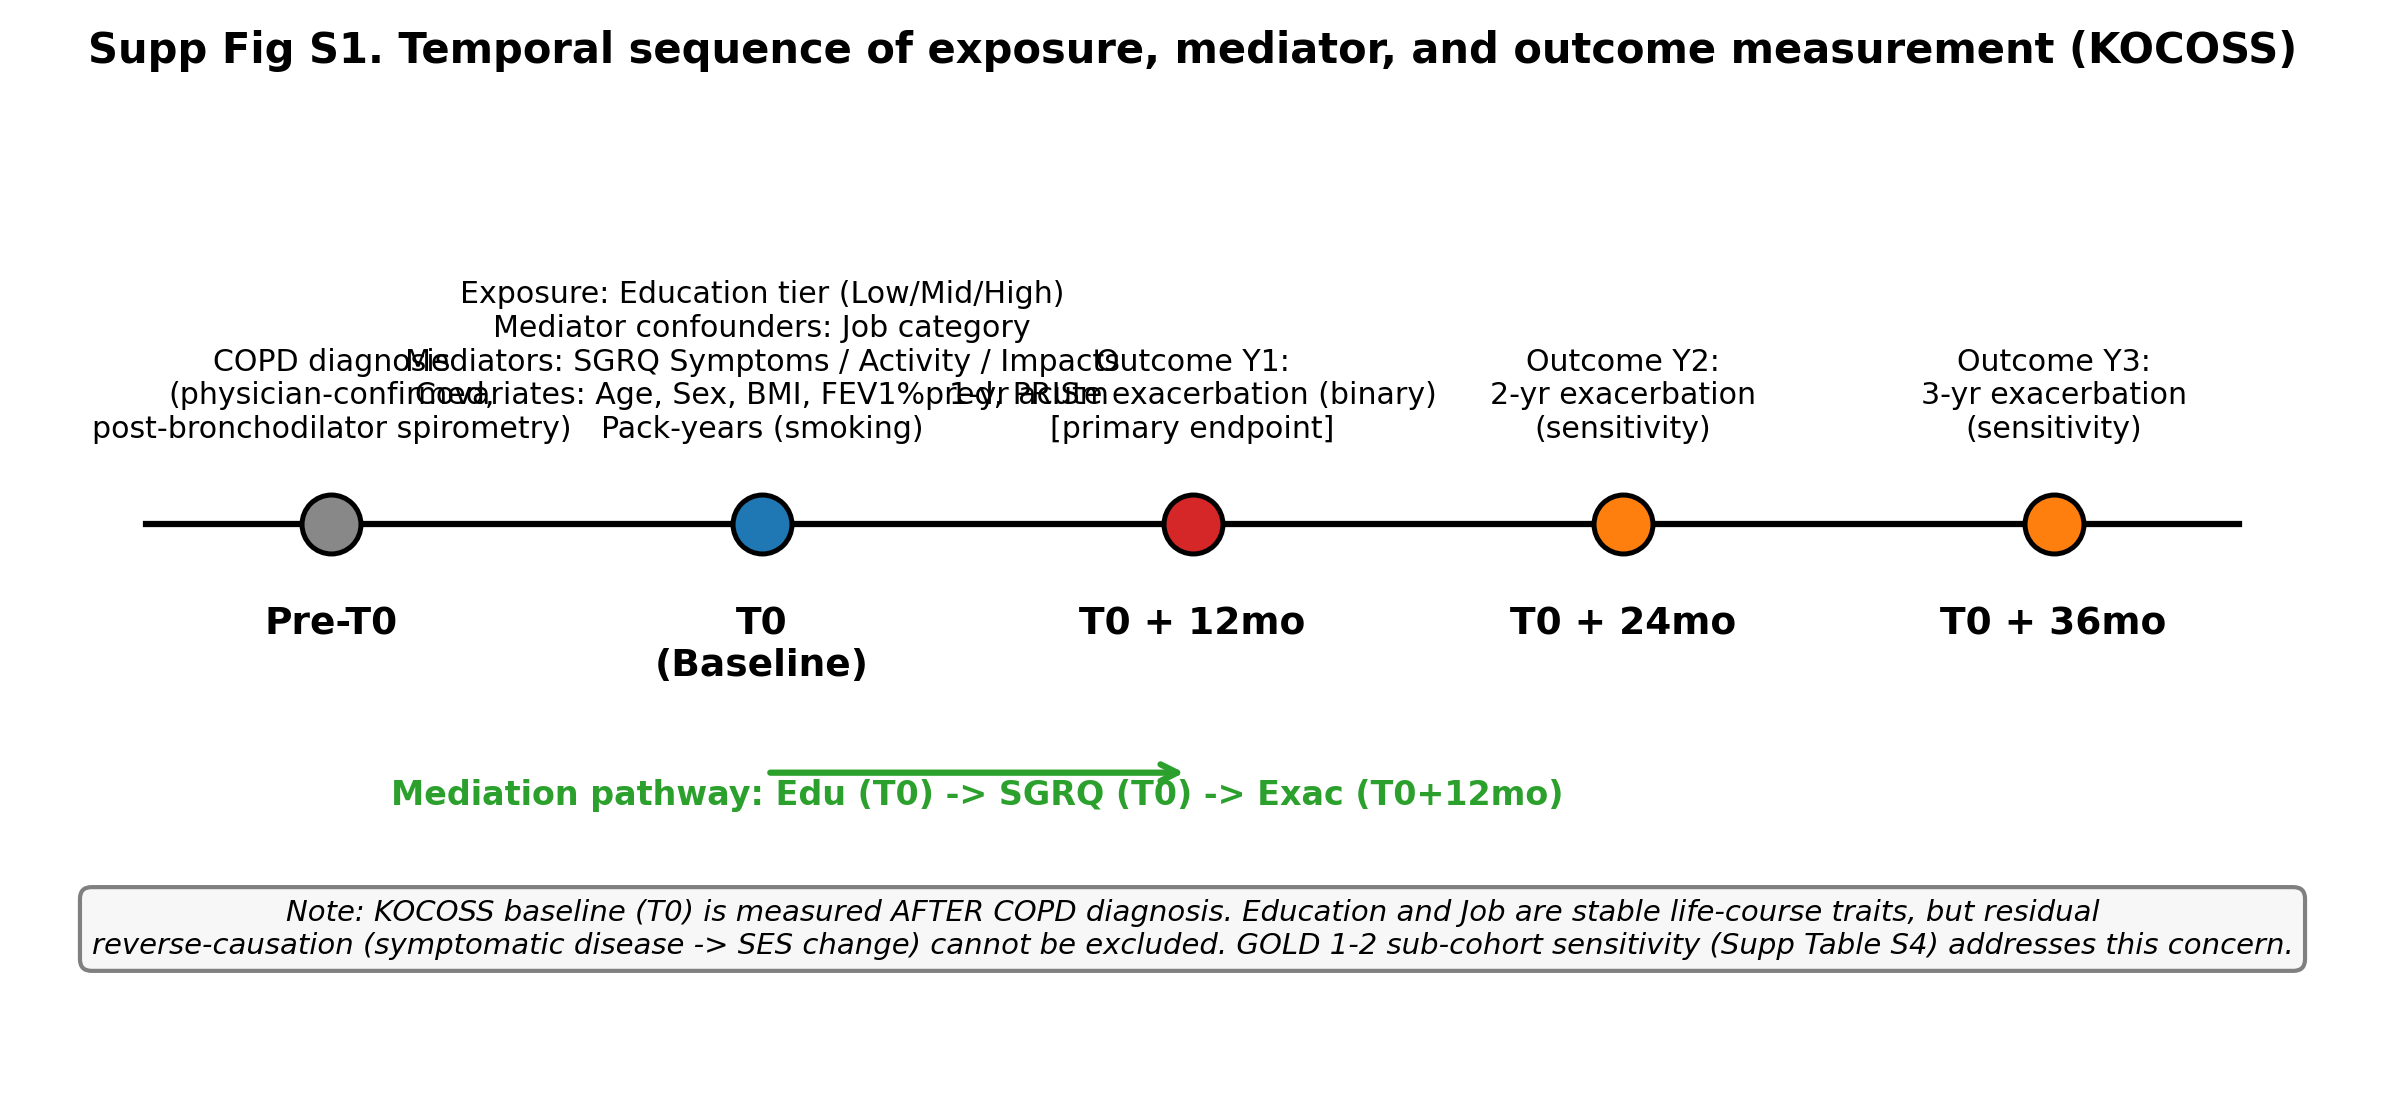 Supp Fig S1. Temporal sequence of exposure, mediator, and outcome measurement (KOCOSS)
COPD diagnosis
(physician-confirmed,
post-bronchodilator spirometry)
Exposure: Education tier (Low/Mid/High)
Mediator confounders: Job category
Mediators: SGRQ Symptoms / Activity / Impacts
Covariates: Age, Sex, BMI, FEV1%pred, PRISm
Pack-years (smoking)
Outcome Y1:
1-yr acute exacerbation (binary)
[primary endpoint]
Outcome Y2:
2-yr exacerbation
(sensitivity)
Outcome Y3:
3-yr exacerbation
(sensitivity)
Pre-T0
T0
(Baseline)
T0 + 12mo
T0 + 24mo
T0 + 36mo
Mediation pathway: Edu (T0) -> SGRQ (T0) -> Exac (T0+12mo)
Note: KOCOSS baseline (T0) is measured AFTER COPD diagnosis. Education and Job are stable life-course traits, but residual
reverse-causation (symptomatic disease -> SES change) cannot be excluded. GOLD 1-2 sub-cohort sensitivity (Supp Table S4) addresses this concern.